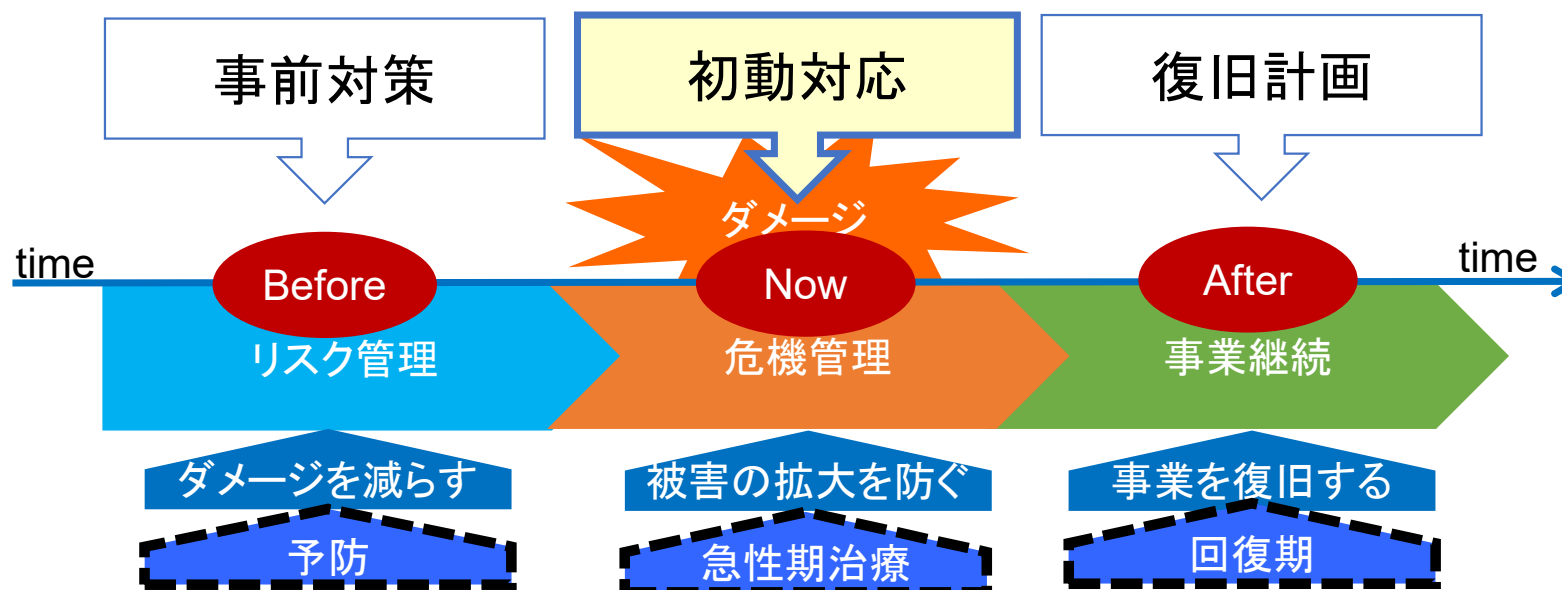 事前対策
初動対応
復旧計画
ダメージ
time
Before
Now
After
time
リスク管理
危機管理
事業継続
ダメージを減らす
被害の拡大を防ぐ
事業を復旧する
予防
急性期治療
回復期